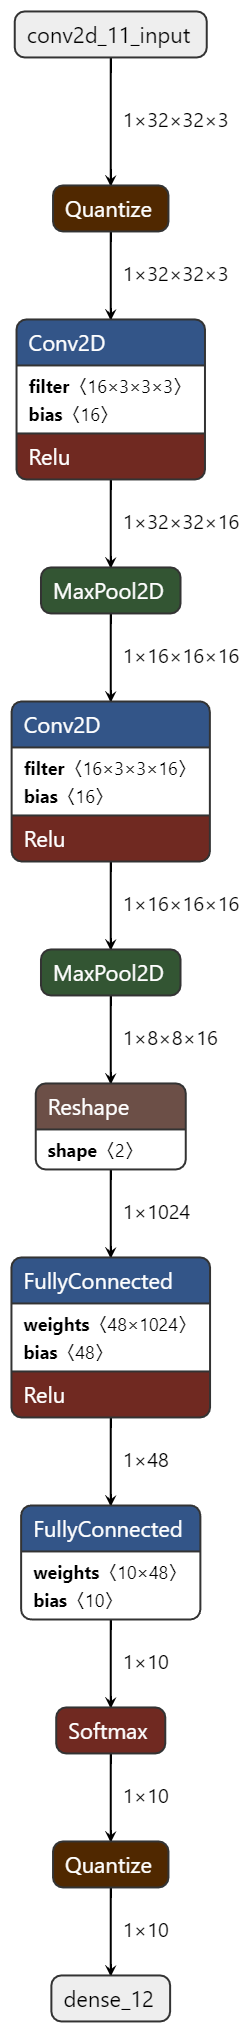 conv2d_11_input
1×32×32×3
Quantize
1×32×32×3
Conv2D
filter〈16×3×3×3〉
bias〈16〉
Relu
1×32×32×16
MaxPool2D
1×16×16×16
Conv2D
filter〈16×3×3×16〉
bias〈16〉
Relu
1×16×16×16
MaxPool2D
1×8×8×16
Reshape
shape〈2〉
1×1024
FullyConnected
weights〈48×1024〉
bias〈48〉
Relu
1×48
FullyConnected
weights〈10×48〉
bias〈10〉
1×10
Softmax
1×10
Quantize
1×10
dense_12